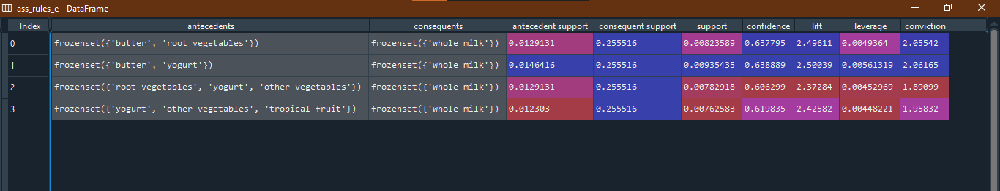 ass_rules_e - DataFrame
Index antecedents consequents antecedent support consequent support support confidence lift leverage conviction
0 frozenset({'butter', 'root vegetables'}) frozenset({'whole milk'}) 0.0129131 0.255516 0.00823589 0.637795 2.49611 0.0049364 2.05542
1 frozenset({'butter', 'yogurt'}) frozenset({'whole milk'}) 0.0146416 0.255516 0.00935435 0.638889 2.50039 0.00561319 2.06165
2 frozenset({'root vegetables', 'yogurt', 'other vegetables'}) frozenset({'whole milk'}) 0.0129131 0.255516 0.00782918 0.606299 2.37284 0.00452969 1.89099
3 frozenset({'yogurt', 'other vegetables', 'tropical fruit'}) frozenset({'whole milk'}) 0.012303 0.255516 0.00762583 0.619835 2.42582 0.00448221 1.95832